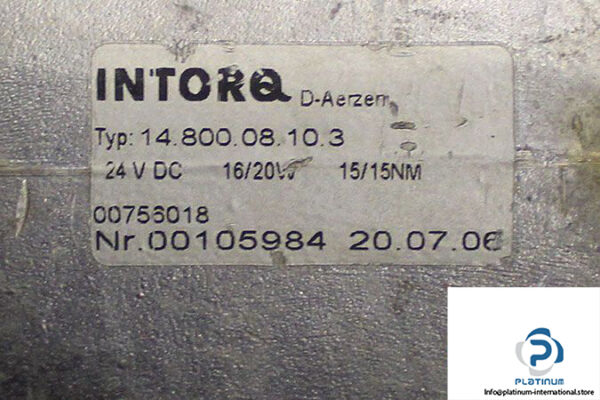 INTORQ D-Aerzen
Typ: 14.800.08.10.3
24 V DC 16/20W 15/15NM
00756018
Nr.00105984 20.07.06
PLATINUM
Info@platinum-international.store